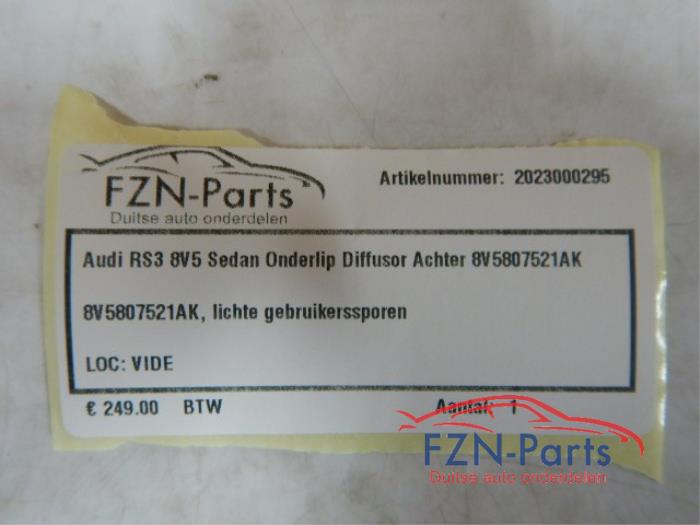 FZN-Parts
Duitse auto onderdelen
Artikelnummer: 2023000295
Audi RS3 8V5 Sedan Onderlip Diffusor Achter 8V5807521AK
8V5807521AK, lichte gebruikerssporen
LOC: VIDE
€ 249.00 BTW
Aantal: 1
FZN-Parts
Duitse auto onderdelen